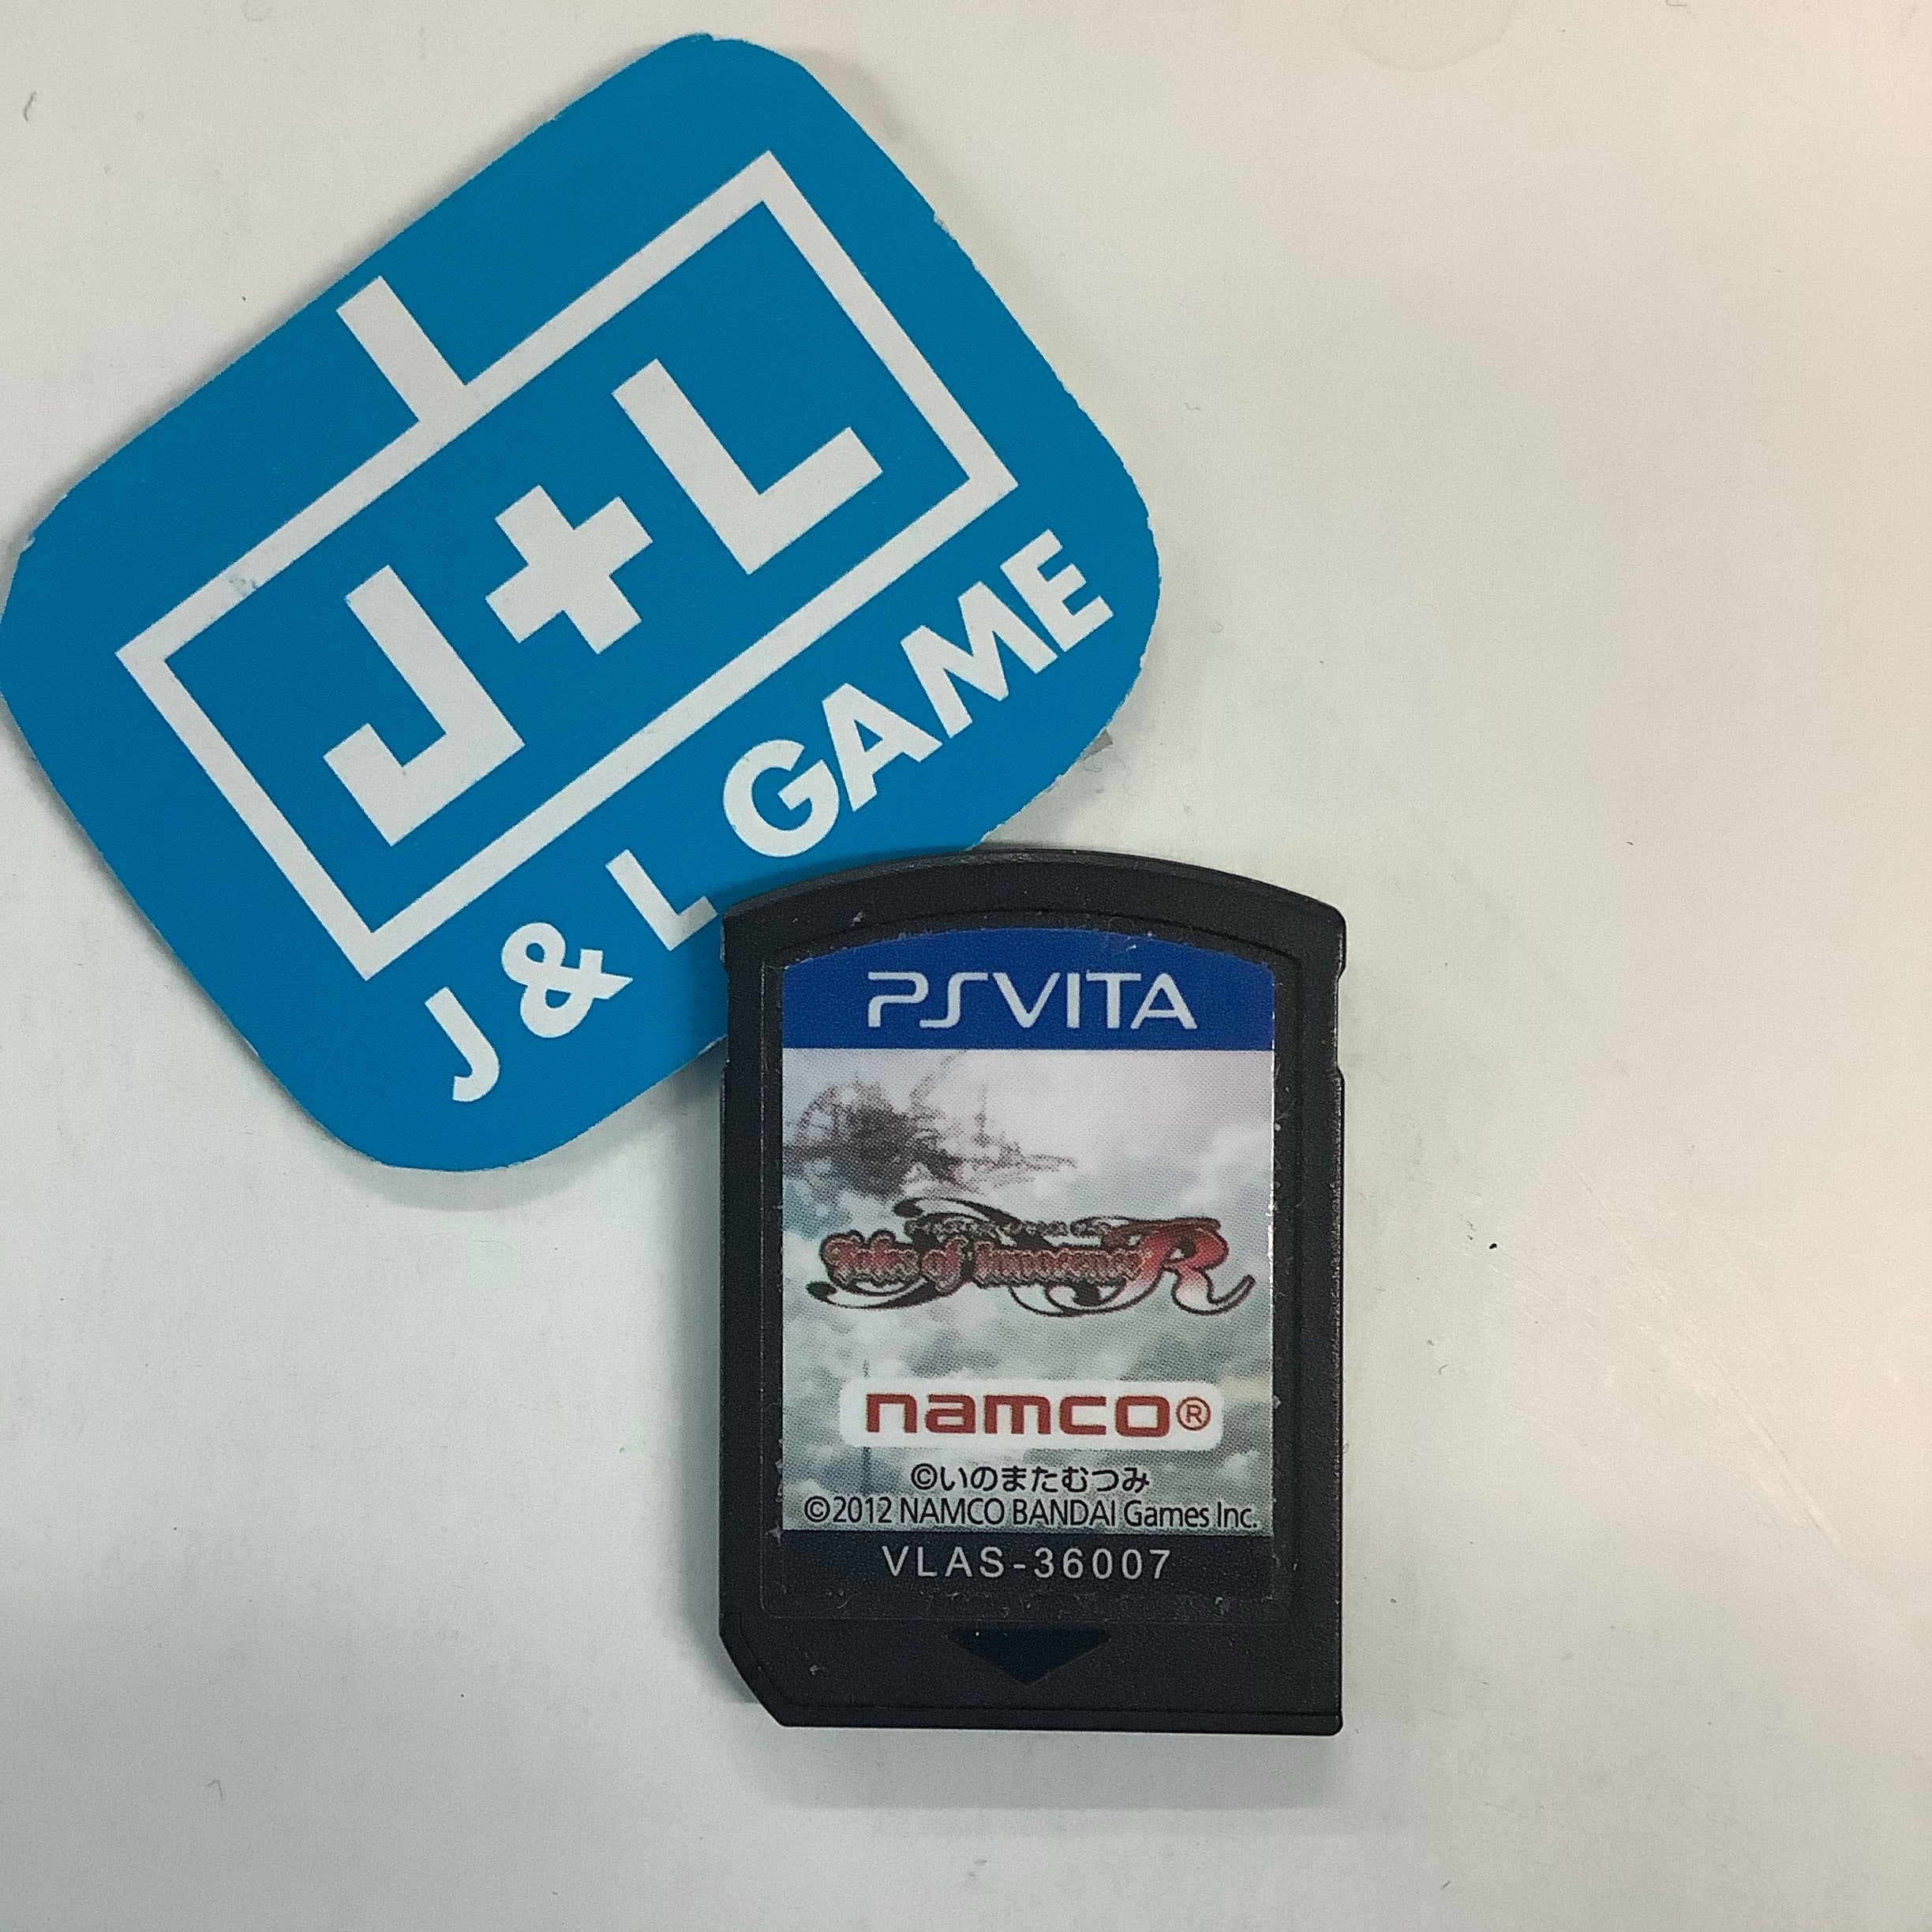 J+L
J & L GAME
PSVITA
Tales of Innocence R
namco®
©いのまたむつみ
©2012 NAMCO BANDAI Games Inc.
VLAS-36007